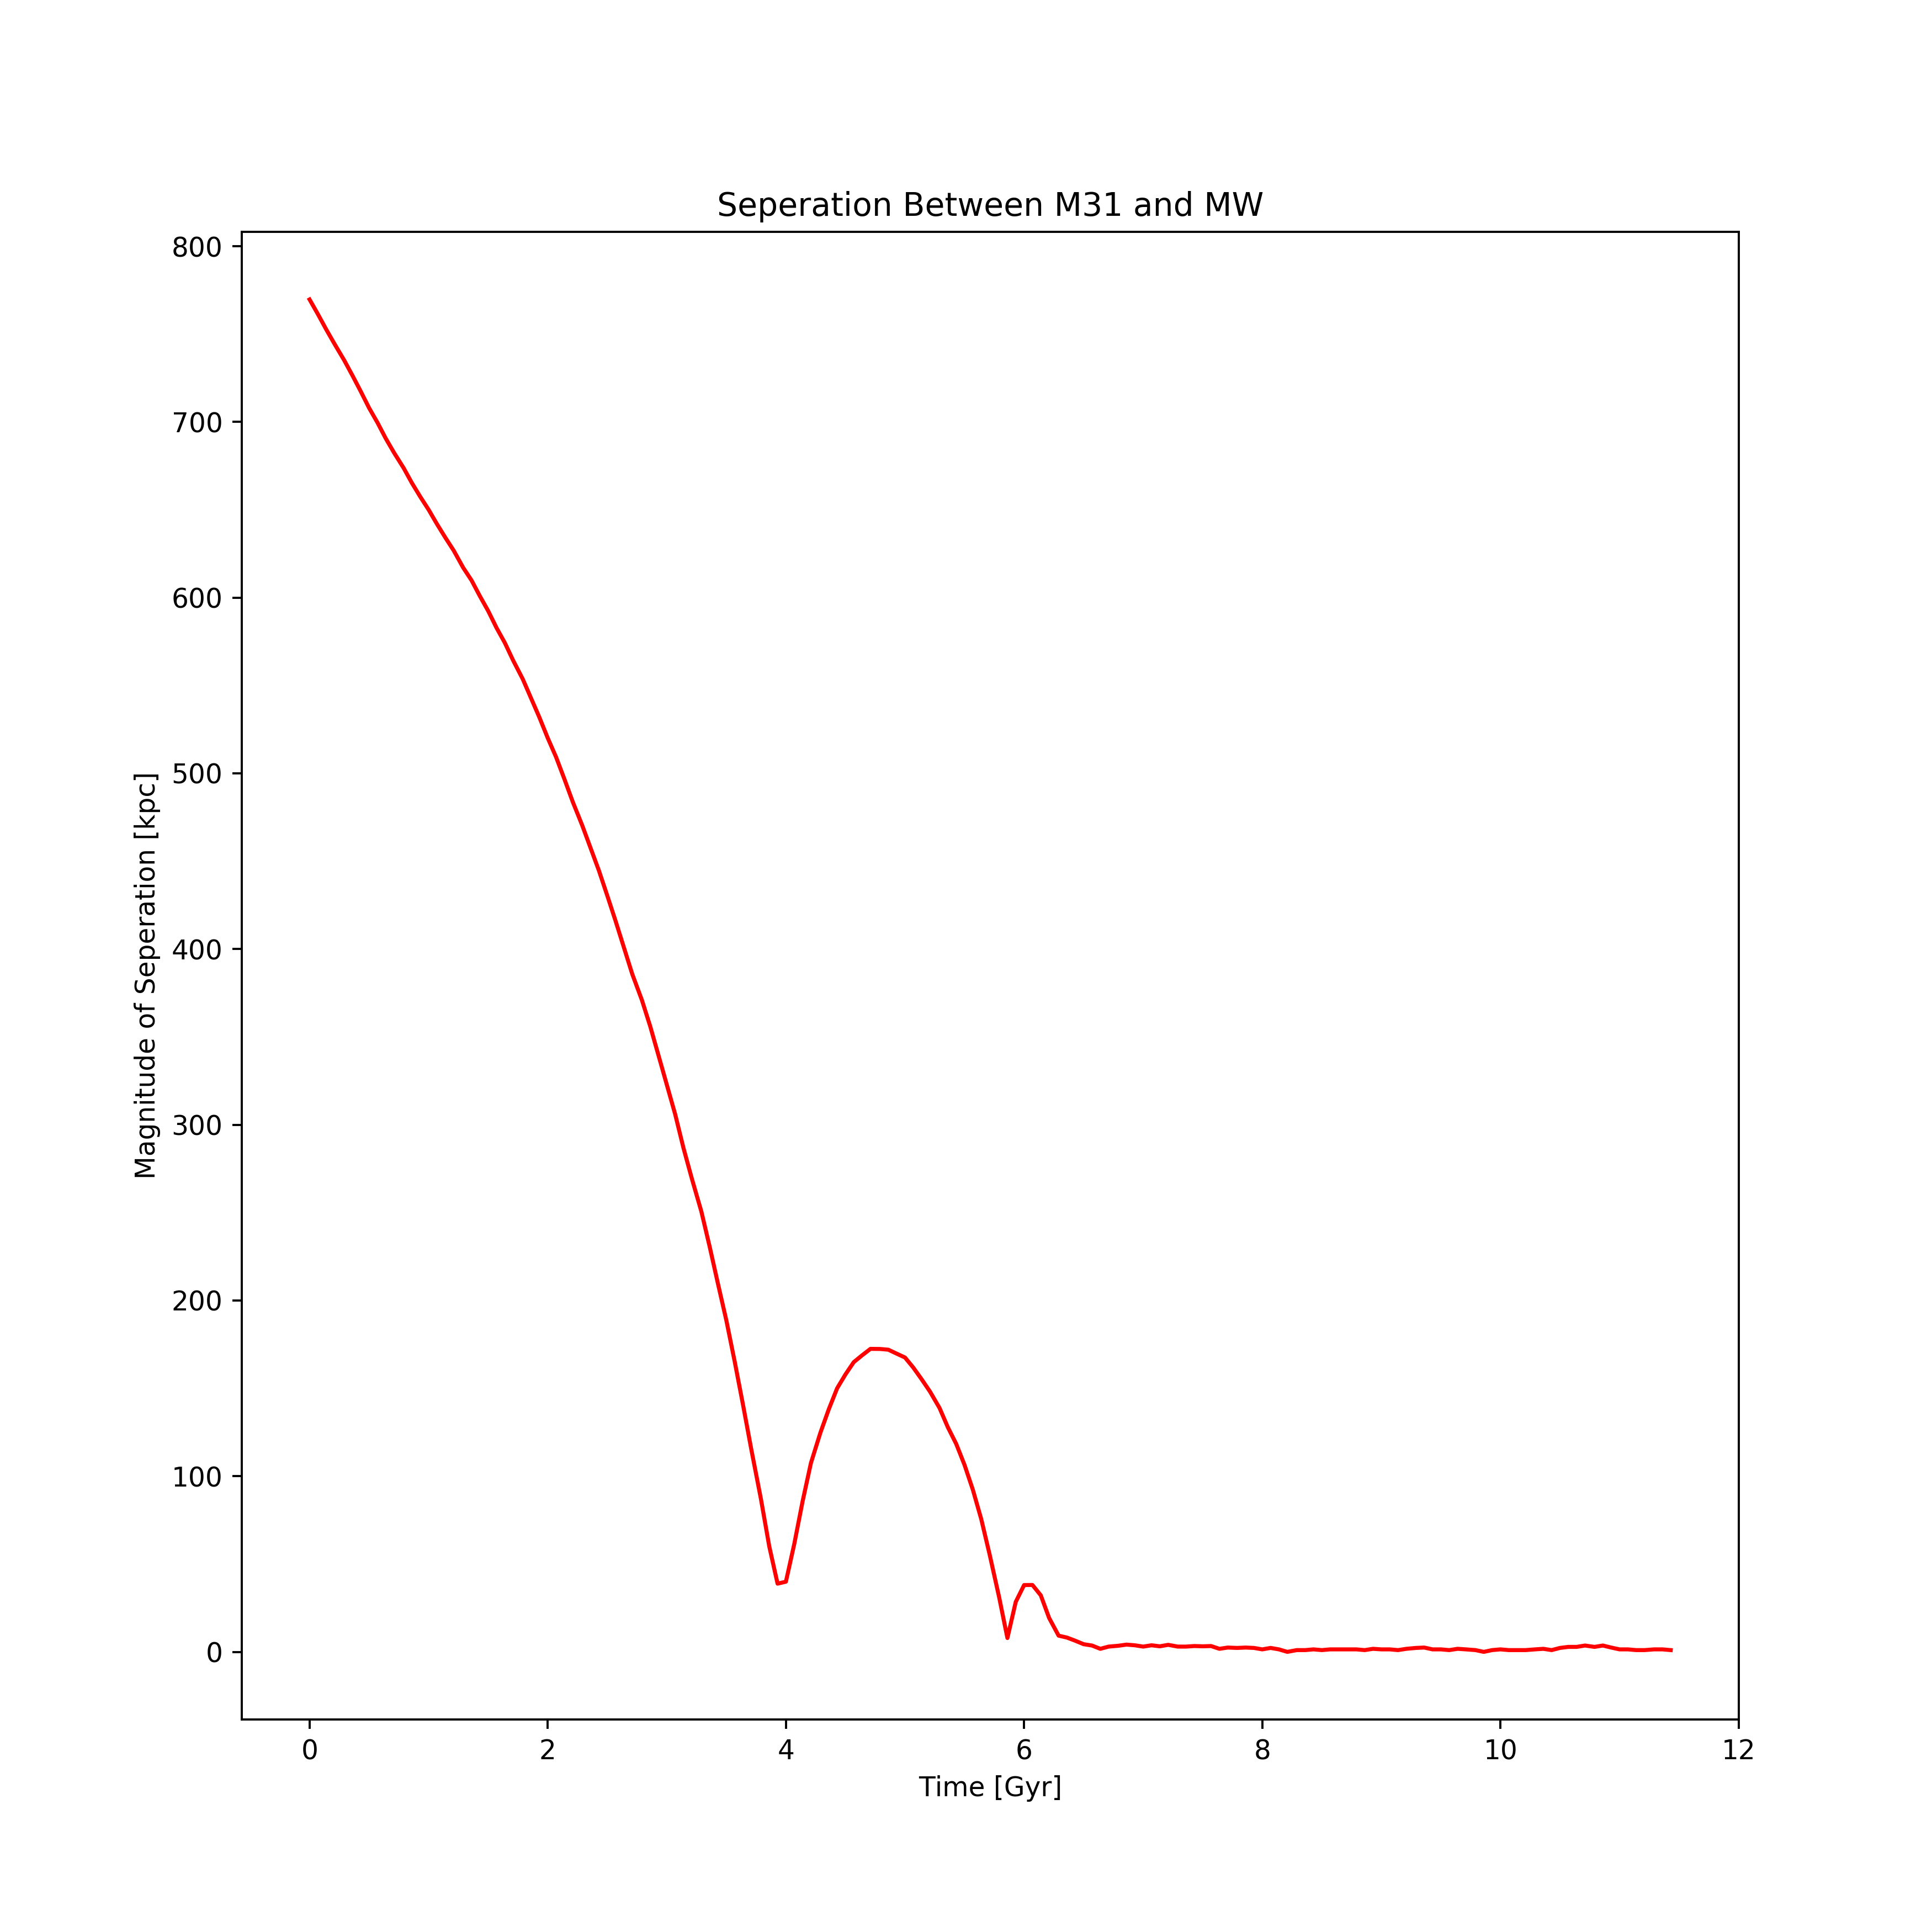 Seperation Between M31 and MW
800
700
600
500
400
300
200
100
0
Magnitude of Seperation [kpc]
0 2 4 6 8 10 12
Time [Gyr]